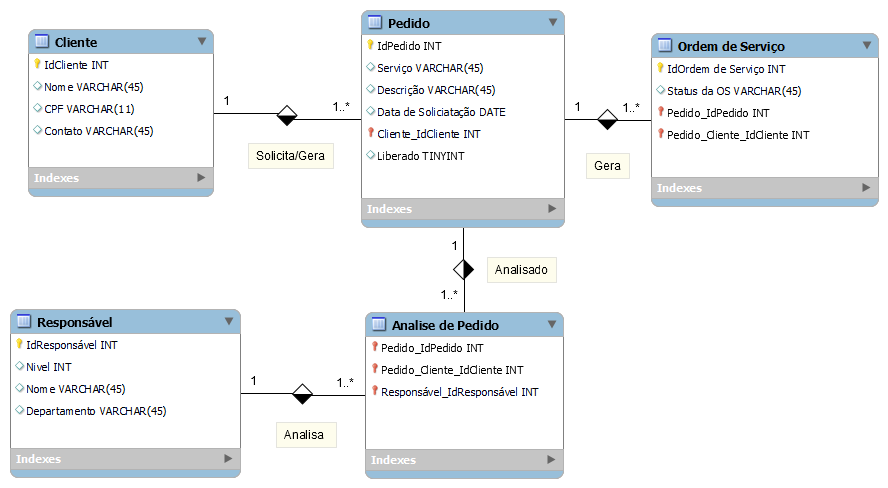 Cliente
IdCliente INT
Nome VARCHAR(45)
CPF VARCHAR(11)
Contato VARCHAR(45)
Indexes
1
1..*
Solicita/Gera
Pedido
IdPedido INT
Serviço VARCHAR(45)
Descrição VARCHAR(45)
Data de Soliciatação DATE
Cliente_IdCliente INT
Liberado TINYINT
Indexes
1
1..*
Gera
Ordem de Serviço
IdOrdem de Serviço INT
Status da OS VARCHAR(45)
Pedido_IdPedido INT
Pedido_Cliente_IdCliente INT
Indexes
1
Analisado
1..*
Responsável
IdResponsável INT
Nivel INT
Nome VARCHAR(45)
Departamento VARCHAR(45)
Indexes
1
1..*
Analisa
Analise de Pedido
Pedido_IdPedido INT
Pedido_Cliente_IdCliente INT
Responsável_IdResponsável INT
Indexes